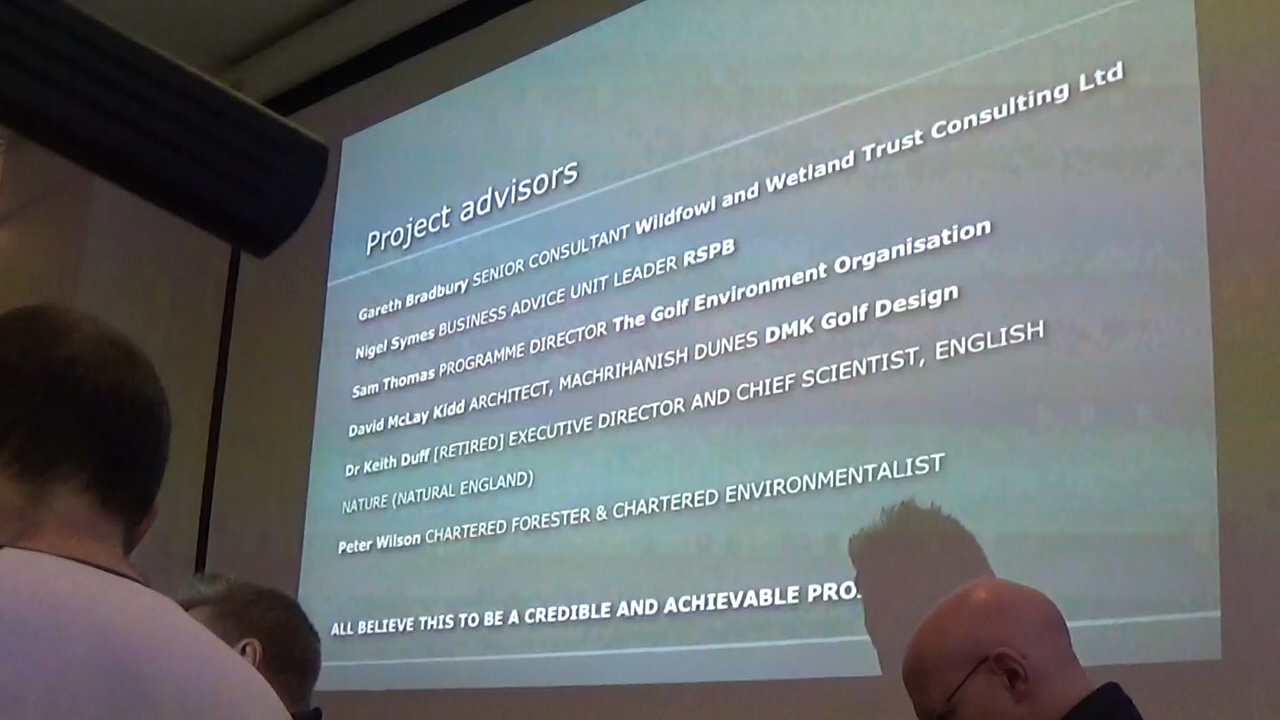 Project advisors
Gareth Bradbury SENIOR CONSULTANT Wildfowl and Wetland Trust Consulting Ltd
Nigel Symes BUSINESS ADVICE UNIT LEADER RSPB
Sam Thomas PROGRAMME DIRECTOR The Golf Environment Organisation
David McLay Kidd ARCHITECT, MACHRIHANISH DUNES DMK Golf Design
Dr Keith Duff [RETIRED] EXECUTIVE DIRECTOR AND CHIEF SCIENTIST, ENGLISH
NATURE (NATURAL ENGLAND)
Peter Wilson CHARTERED FORESTER & CHARTERED ENVIRONMENTALIST
ALL BELIEVE THIS TO BE A CREDIBLE AND ACHIEVABLE